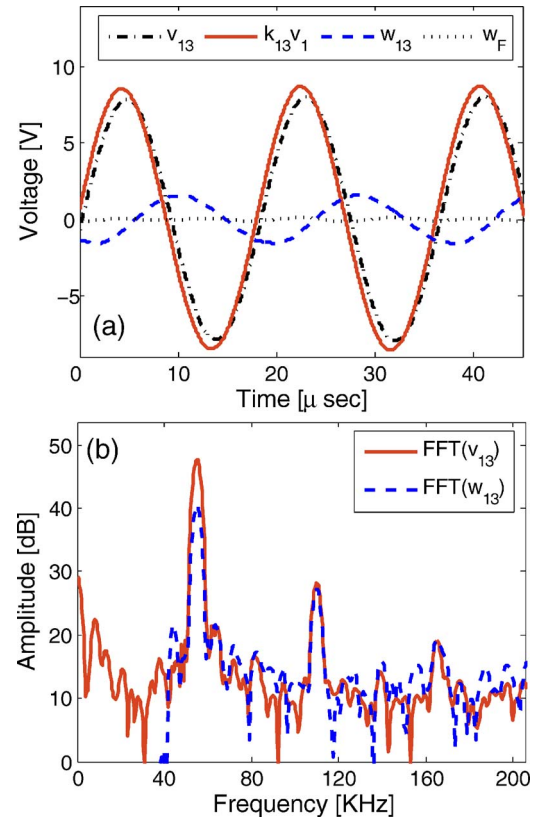 v₁₃ k₁₃v₁ w₁₃ w_F
10
5
0
−5
Voltage [V]
(a)
0 10 20 30 40
Time [μ sec]
(b)
FFT(v₁₃)
FFT(w₁₃)
50
40
30
20
10
0
Amplitude [dB]
0 40 80 120 160 200
Frequency [KHz]